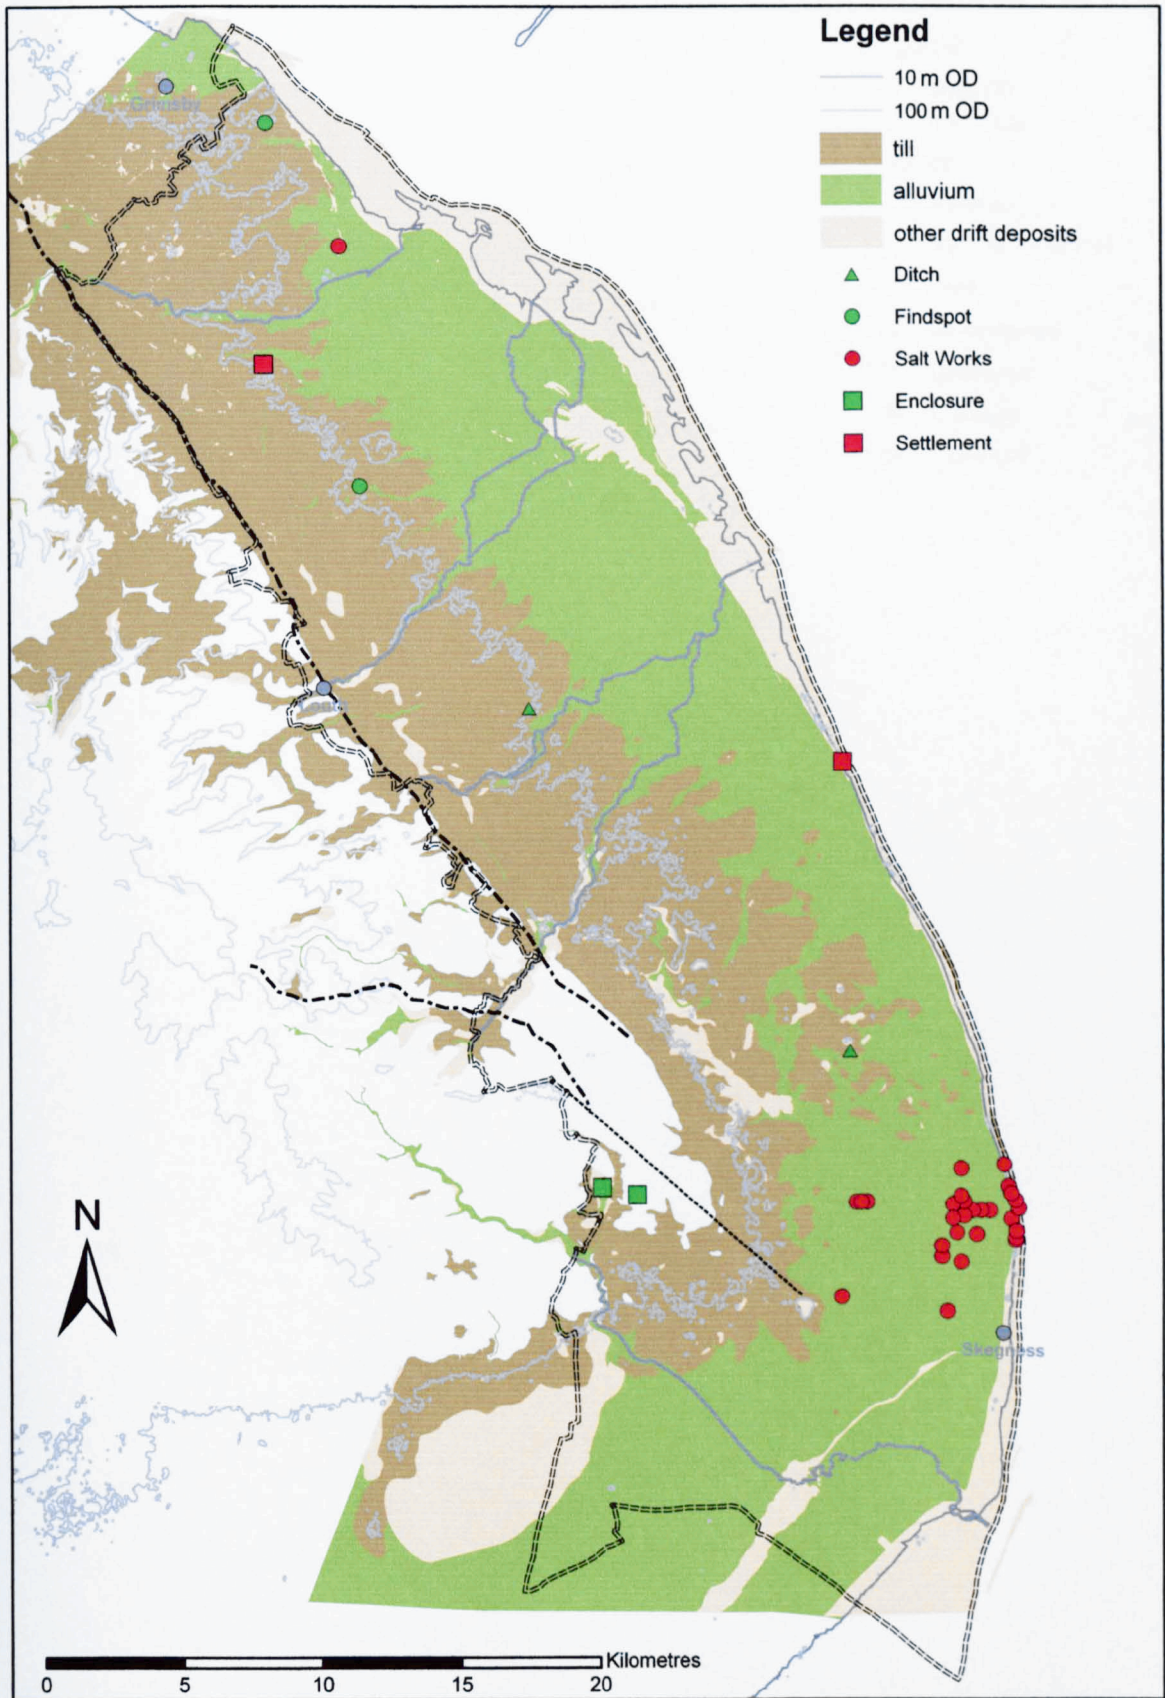 Legend
10 m OD
100 m OD
till
alluvium
other drift deposits
Ditch
Findspot
Salt Works
Enclosure
Settlement
Grimsby
Louth
N
Skegness
Kilometres
0 5 10 15 20